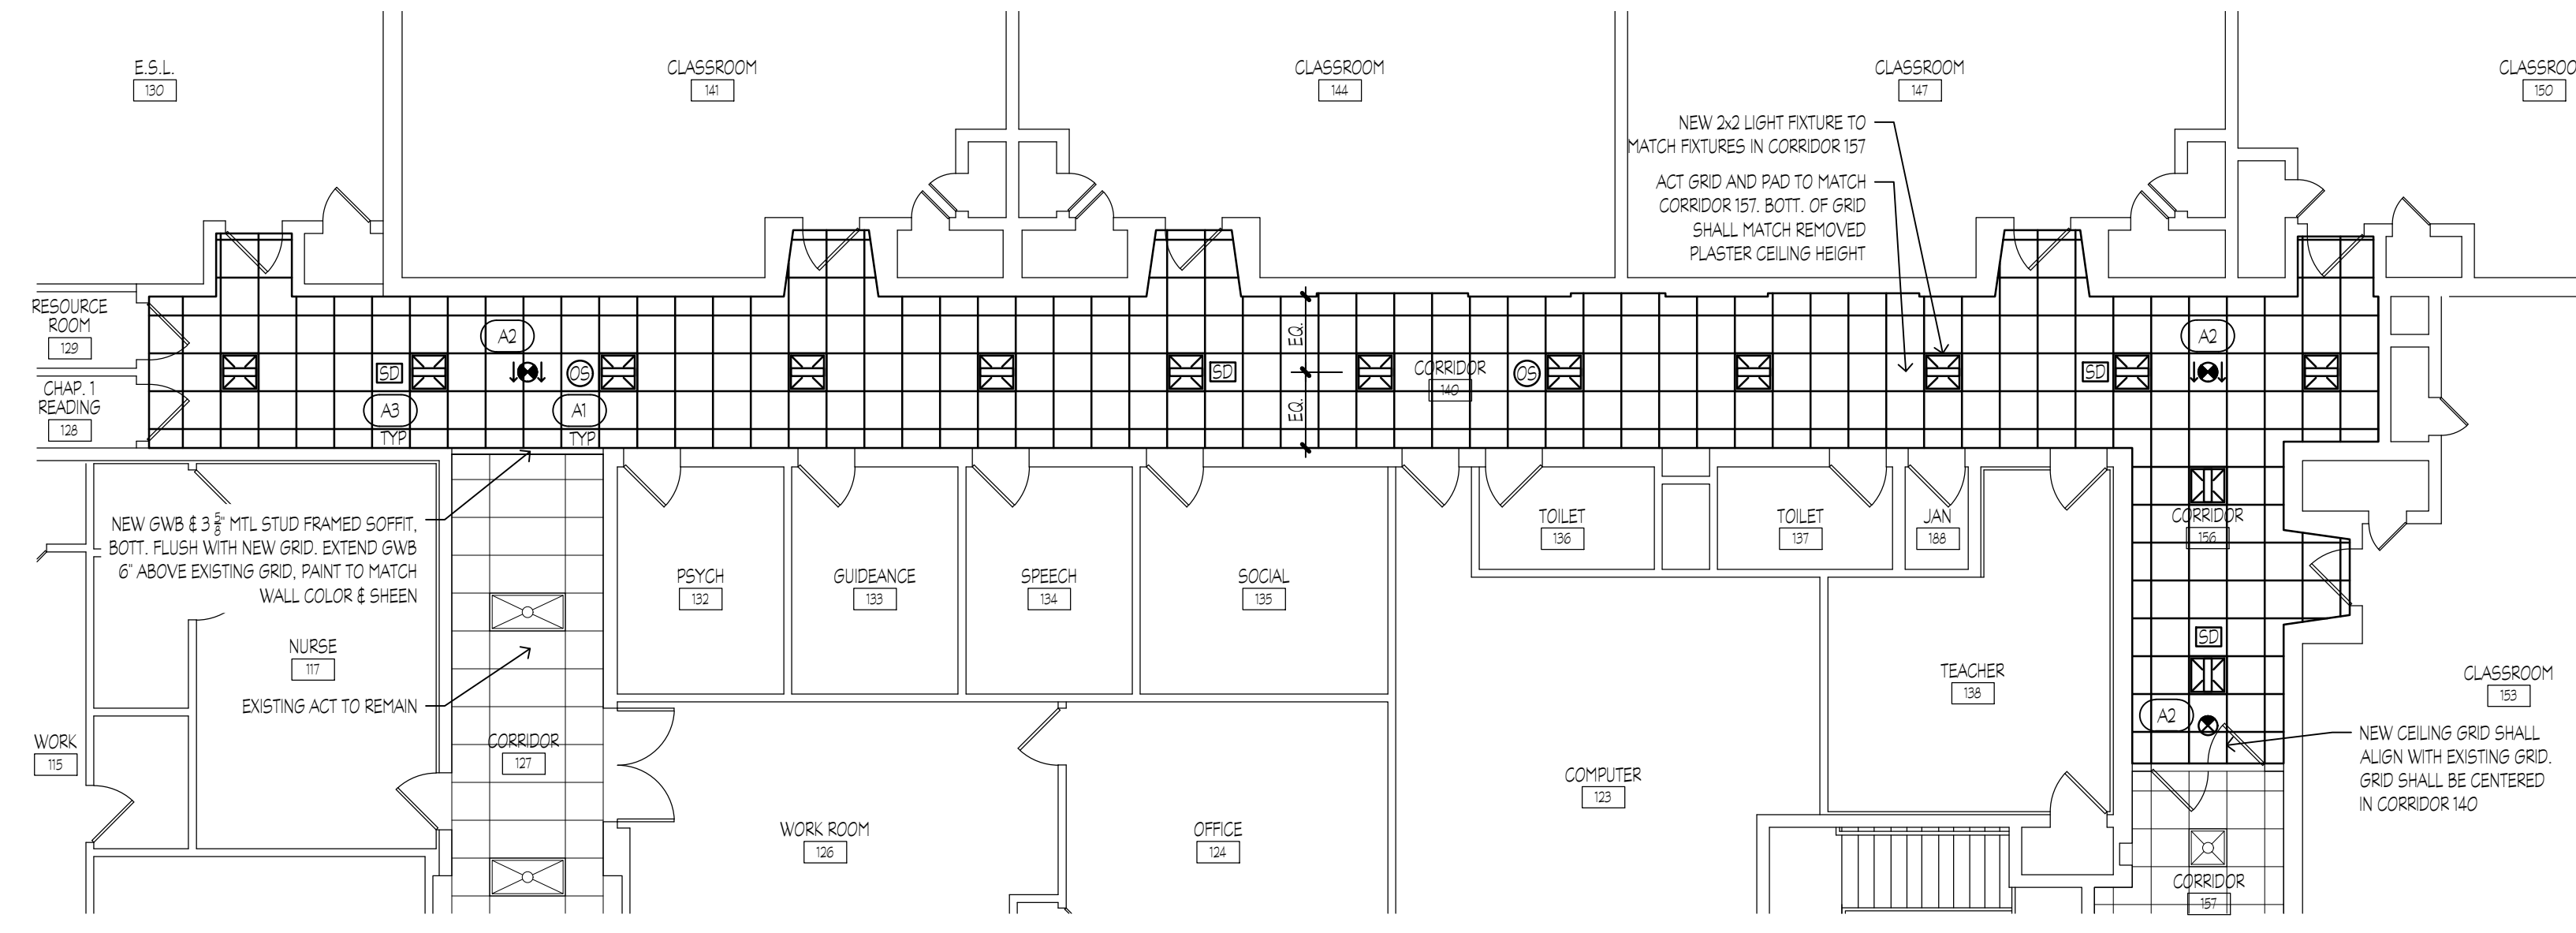 E.S.L.
130
CLASSROOM
141
CLASSROOM
144
CLASSROOM
147
CLASSROO
150
NEW 2x2 LIGHT FIXTURE TO
MATCH FIXTURES IN CORRIDOR 157
ACT GRID AND PAD TO MATCH
CORRIDOR 157. BOTT. OF GRID
SHALL MATCH REMOVED
PLASTER CEILING HEIGHT
RESOURCE
ROOM
129
CHAP. 1
READING
128
A2
SD
OS
A3
TYP
A1
TYP
SD
EQ.
EQ.
CORRIDOR
140
OS
SD
A2
NEW GWB & 3 5/8" MTL STUD FRAMED SOFFIT,
BOTT. FLUSH WITH NEW GRID. EXTEND GWB
6" ABOVE EXISTING GRID, PAINT TO MATCH
WALL COLOR & SHEEN
NURSE
117
EXISTING ACT TO REMAIN
WORK
115
CORRIDOR
127
PSYCH
132
GUIDEANCE
133
SPEECH
134
SOCIAL
135
TOILET
136
TOILET
137
JAN
188
CORRIDOR
156
SD
TEACHER
138
A2
CLASSROOM
153
NEW CEILING GRID SHALL
ALIGN WITH EXISTING GRID.
GRID SHALL BE CENTERED
IN CORRIDOR 140
COMPUTER
123
WORK ROOM
126
OFFICE
124
CORRIDOR
157